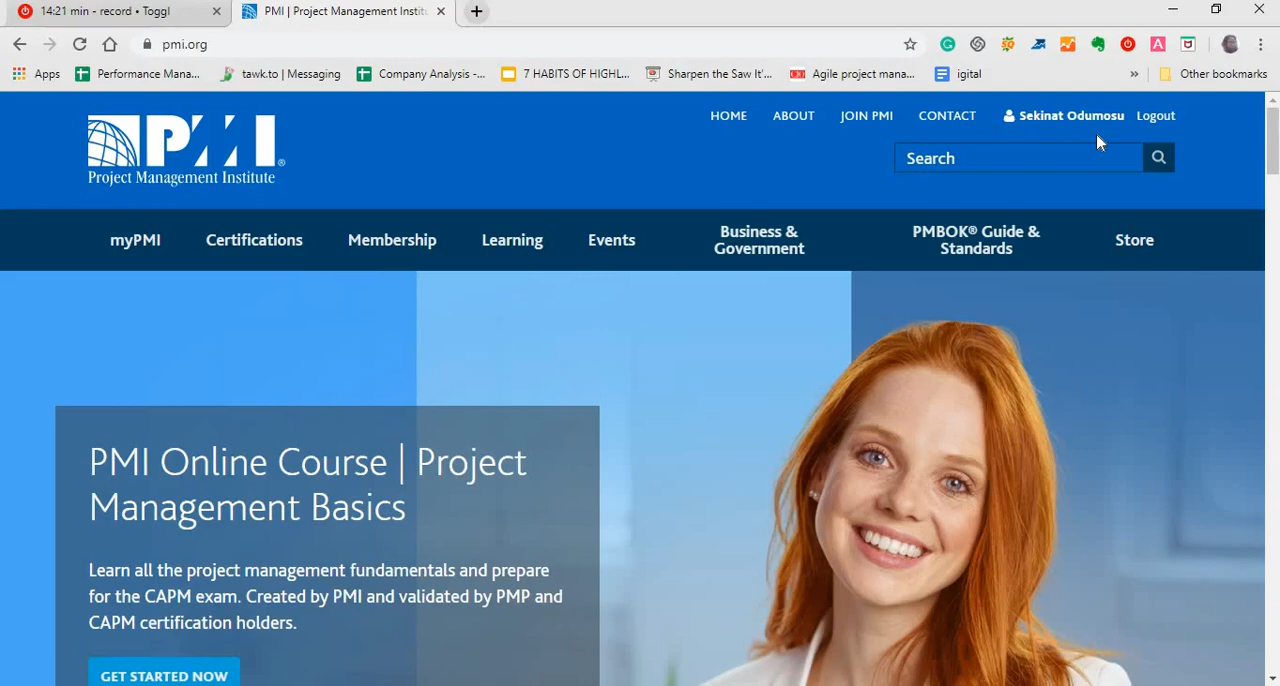 14:21 min - record • Toggl
PMI | Project Management Institu
pmi.org
Apps
Performance Mana...
tawk.to | Messaging
Company Analysis -...
7 HABITS OF HIGHL...
Sharpen the Saw It'...
Agile project mana...
igital
»
Other bookmarks
HOME
ABOUT
JOIN PMI
CONTACT
Sekinat Odumosu
Logout
PMI®
Project Management Institute
Search
myPMI
Certifications
Membership
Learning
Events
Business &
Government
PMBOK® Guide &
Standards
Store
PMI Online Course | Project
Management Basics
Learn all the project management fundamentals and prepare
for the CAPM exam. Created by PMI and validated by PMP and
CAPM certification holders.
GET STARTED NOW